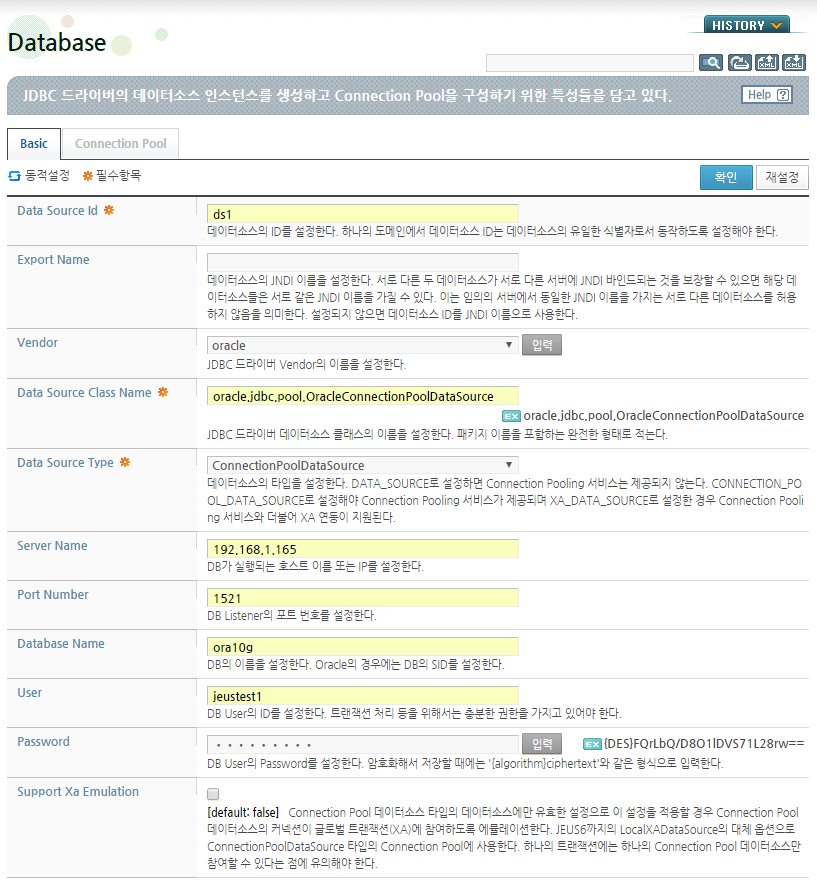 Database
HISTORY
JDBC 드라이버의 데이터소스 인스턴스를 생성하고 Connection Pool을 구성하기 위한 특성들을 담고 있다.
Help ?
Basic
Connection Pool
동적설정
필수항목
확인
재설정
Data Source Id
ds1
데이터소스의 ID를 설정한다. 하나의 도메인에서 데이터소스 ID는 데이터소스의 유일한 식별자로서 동작하도록 설정해야 한다.
Export Name
데이터소스의 JNDI 이름을 설정한다. 서로 다른 두 데이터소스가 서로 다른 서버에 JNDI 바인드되는 것을 보장할 수 있으면 해당 데
이터소스들은 서로 같은 JNDI 이름을 가질 수 있다. 이는 임의의 서버에서 동일한 JNDI 이름을 가지는 서로 다른 데이터소스를 허용
하지 않음을 의미한다. 설정되지 않으면 데이터소스 ID를 JNDI 이름으로 사용한다.
Vendor
oracle
입력
JDBC 드라이버 Vendor의 이름을 설정한다.
Data Source Class Name
oracle.jdbc.pool.OracleConnectionPoolDataSource
EX oracle.jdbc.pool.OracleConnectionPoolDataSource
JDBC 드라이버 데이터소스 클래스의 이름을 설정한다. 패키지 이름을 포함하는 완전한 형태로 적는다.
Data Source Type
ConnectionPoolDataSource
데이터소스의 타입을 설정한다. DATA_SOURCE로 설정하면 Connection Pooling 서비스는 제공되지 않는다. CONNECTION_PO
OL_DATA_SOURCE로 설정해야 Connection Pooling 서비스가 제공되며 XA_DATA_SOURCE로 설정한 경우 Connection Pooli
ng 서비스와 더불어 XA 연동이 지원된다.
Server Name
192.168.1.165
DB가 실행되는 호스트 이름 또는 IP를 설정한다.
Port Number
1521
DB Listener의 포트 번호를 설정한다.
Database Name
ora10g
DB의 이름을 설정한다. Oracle의 경우에는 DB의 SID를 설정한다.
User
jeustest1
DB User의 ID를 설정한다. 트랜잭션 처리 등을 위해서는 충분한 권한을 가지고 있어야 한다.
Password
입력
EX {DES}FQrLbQ/D8O1lDVS71L28rw==
DB User의 Password를 설정한다. 암호화해서 저장할 때에는 '{algorithm}ciphertext'와 같은 형식으로 입력한다.
Support Xa Emulation
[default: false] Connection Pool 데이터소스 타입의 데이터소스에만 유효한 설정으로 이 설정을 적용할 경우 Connection Pool
데이터소스의 커넥션이 글로벌 트랜잭션(XA)에 참여하도록 에뮬레이션한다. JEUS6까지의 LocalXADataSource의 대체 옵션으로
ConnectionPoolDataSource 타입의 Connection Pool에 사용한다. 하나의 트랜잭션에는 하나의 Connection Pool 데이터소스만
참여할 수 있다는 점에 유의해야 한다.